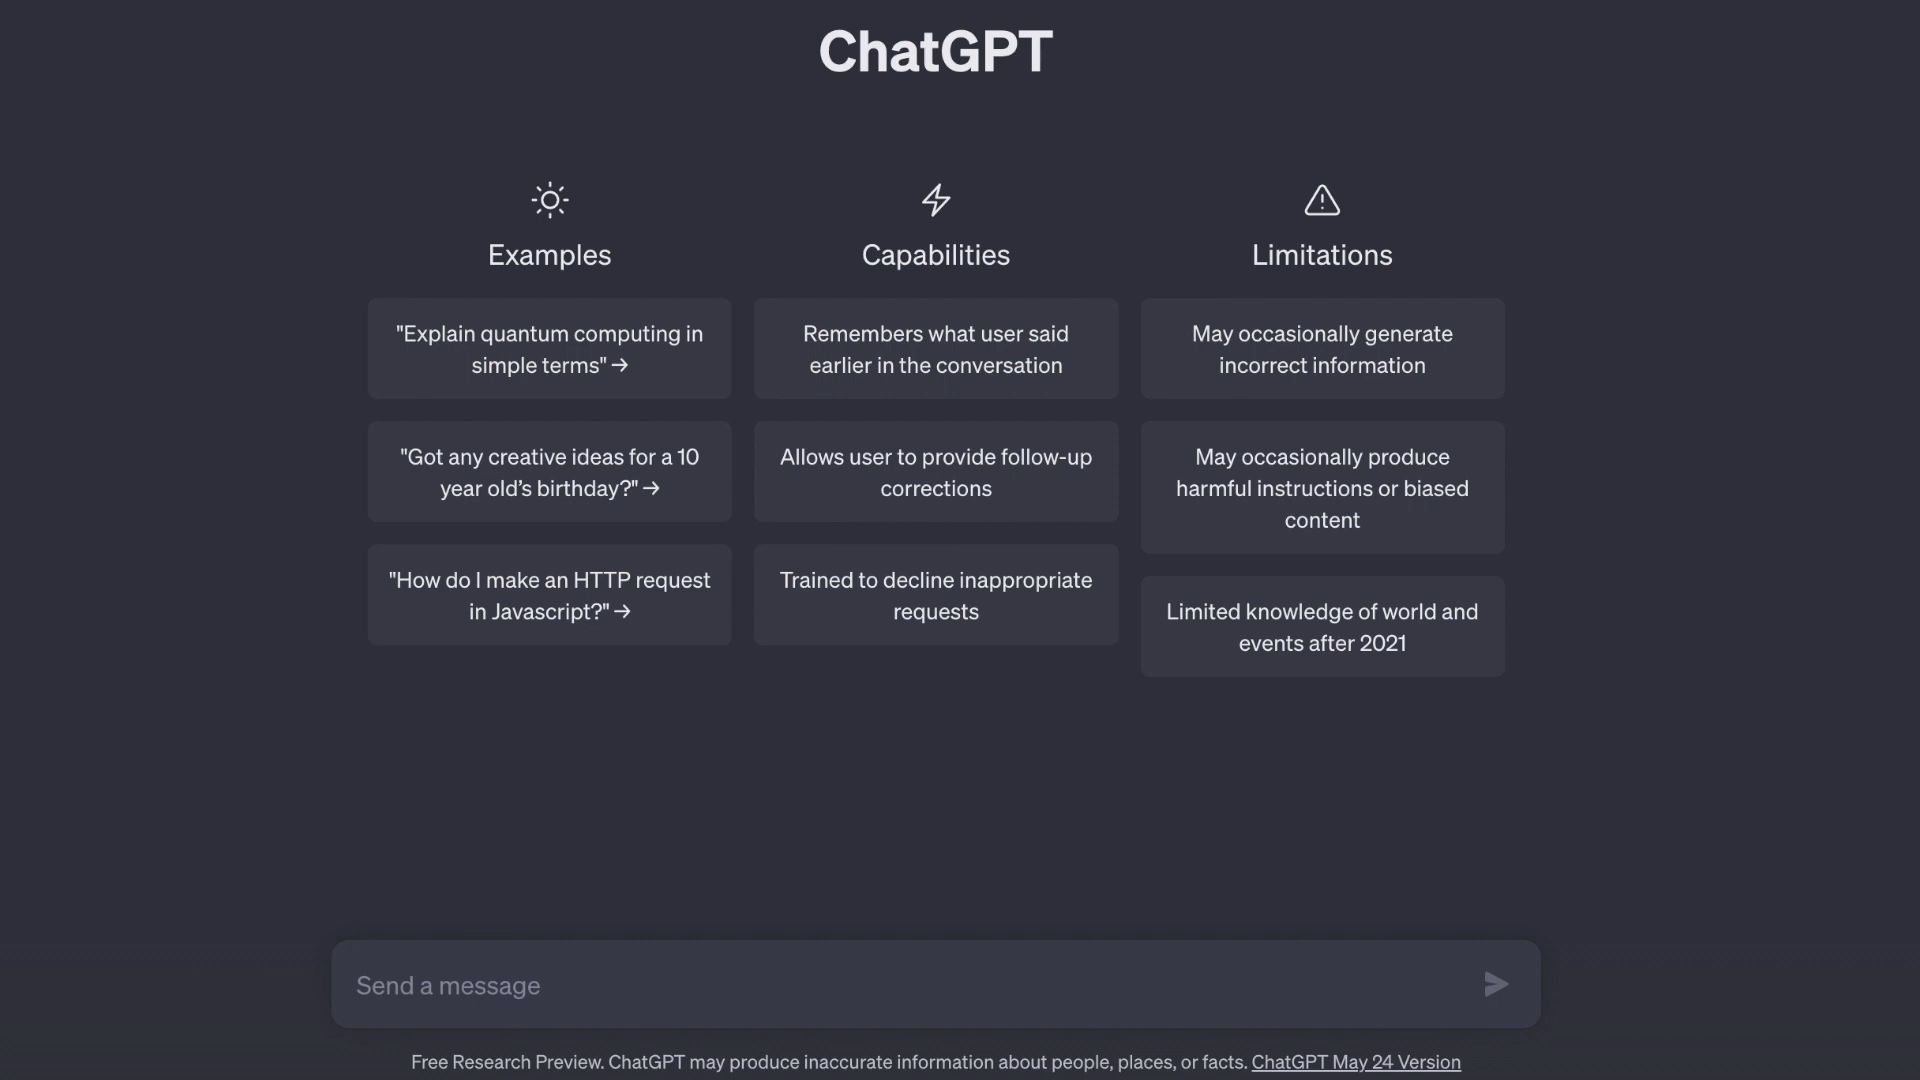 ChatGPT
Examples
"Explain quantum computing in
simple terms" →
"Got any creative ideas for a 10
year old’s birthday?" →
"How do I make an HTTP request
in Javascript?" →
Capabilities
Remembers what user said
earlier in the conversation
Allows user to provide follow-up
corrections
Trained to decline inappropriate
requests
Limitations
May occasionally generate
incorrect information
May occasionally produce
harmful instructions or biased
content
Limited knowledge of world and
events after 2021
Send a message
Free Research Preview. ChatGPT may produce inaccurate information about people, places, or facts. ChatGPT May 24 Version